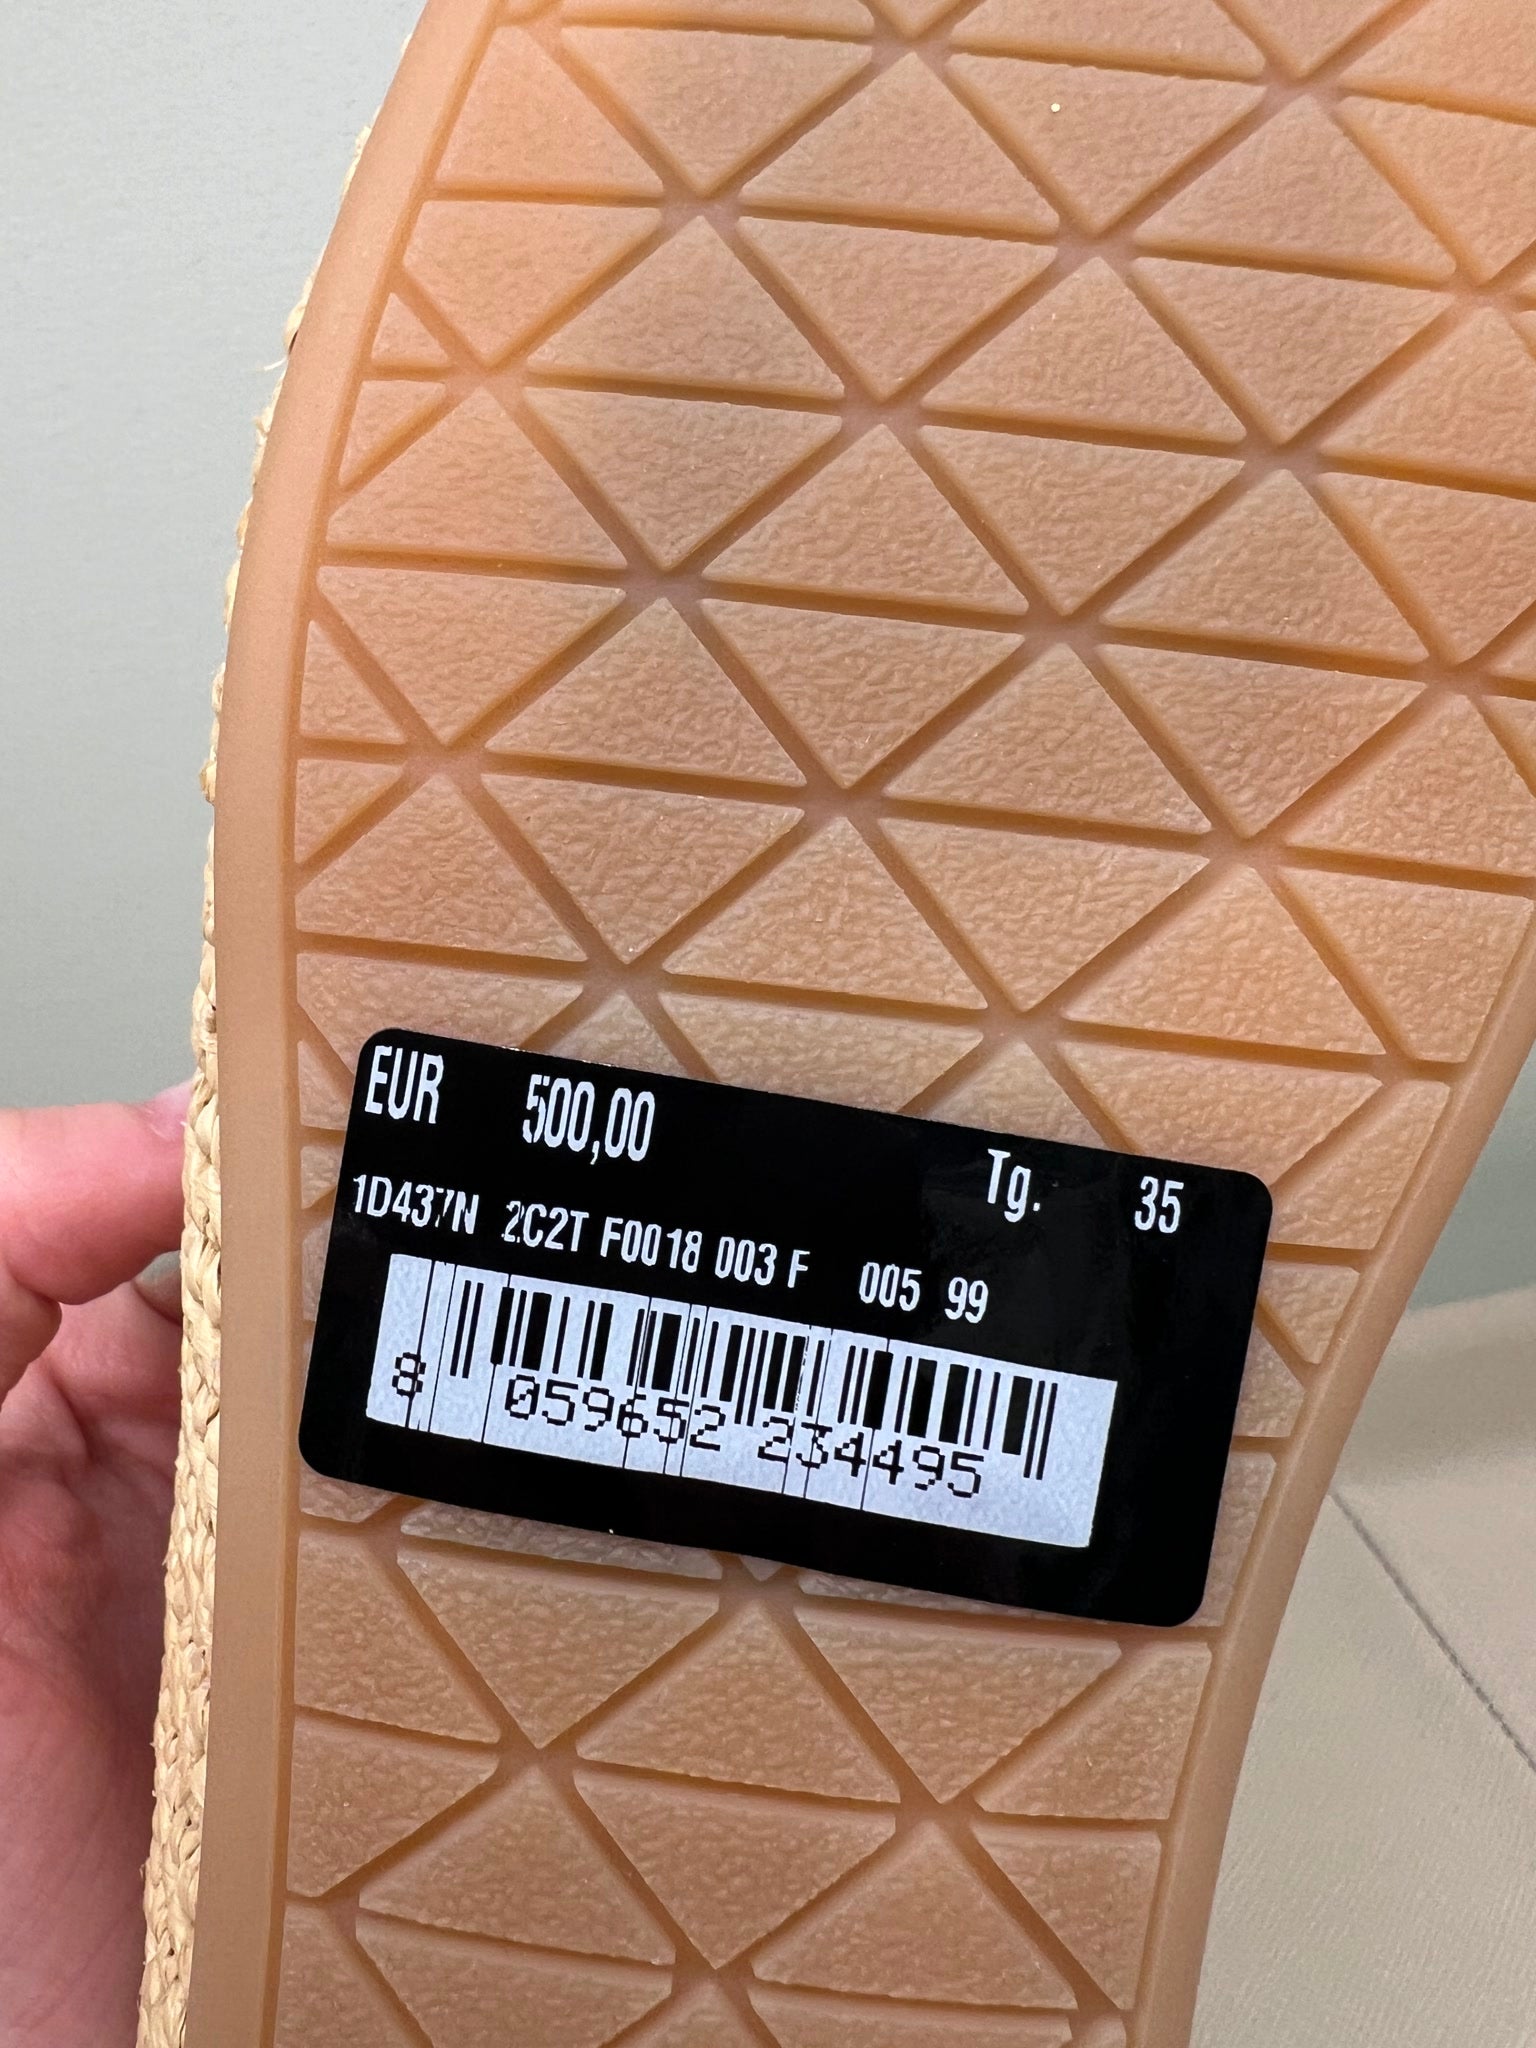 EUR 500,00
Tg. 35
1D437N 2C2T F0018 003 F 005 99
8 059652 234495